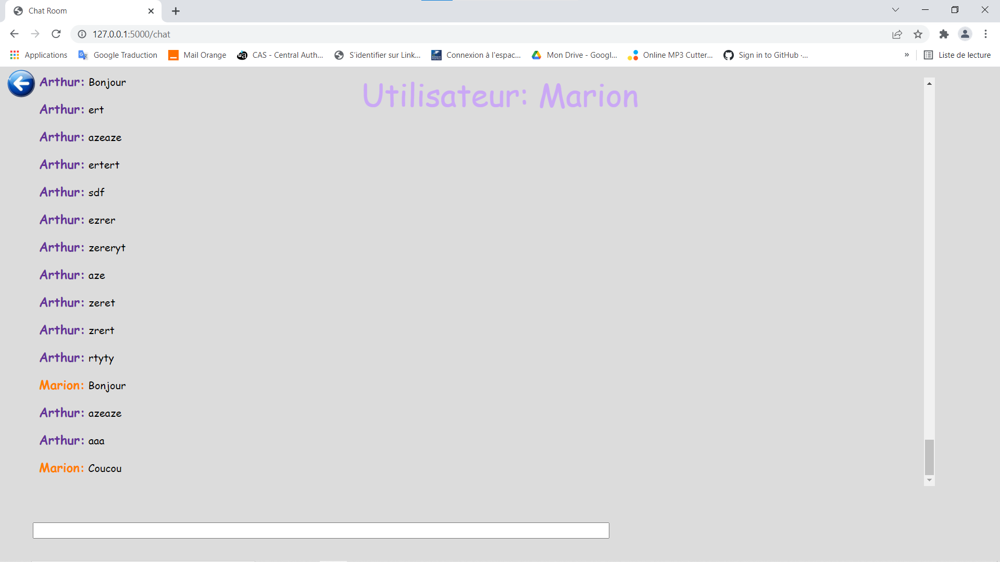 Chat Room
127.0.0.1:5000/chat
Applications Google Traduction Mail Orange CAS - Central Auth... S'identifier sur Link... Connexion à l'espac... Mon Drive - Googl... Online MP3 Cutter... Sign in to GitHub ·... » Liste de lecture
Utilisateur: Marion
Arthur: Bonjour
Arthur: ert
Arthur: azeaze
Arthur: ertert
Arthur: sdf
Arthur: ezrer
Arthur: zereryt
Arthur: aze
Arthur: zeret
Arthur: zrert
Arthur: rtyty
Marion: Bonjour
Arthur: azeaze
Arthur: aaa
Marion: Coucou